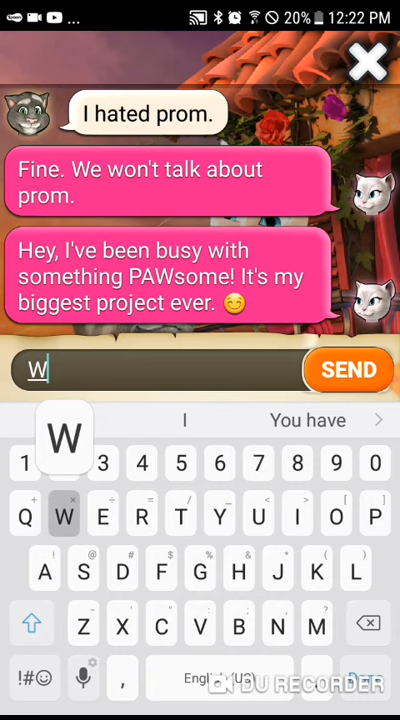 ... 20% 12:22 PM
I hated prom.
Fine. We won't talk about
prom.
Hey, I've been busy with
something PAWsome! It's my
biggest project ever. 😊
W SEND
I You have >
W
1 3 4 5 6 7 8 9 0
+ × ÷ = / _ < > [ ]
Q W E R T Y U I O P
! @ # $ % ^ & * ( )
A S D F G H J K L
- ' " : ; , ?
Z X C V B N M
!#☺ , English(US) .
DU RECORDER